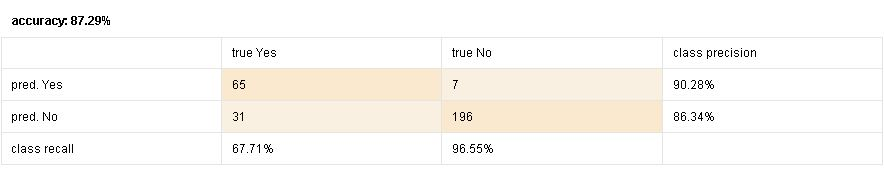 accuracy: 87.29%
true Yes true No class precision
pred. Yes 65 7 90.28%
pred. No 31 196 86.34%
class recall 67.71% 96.55%